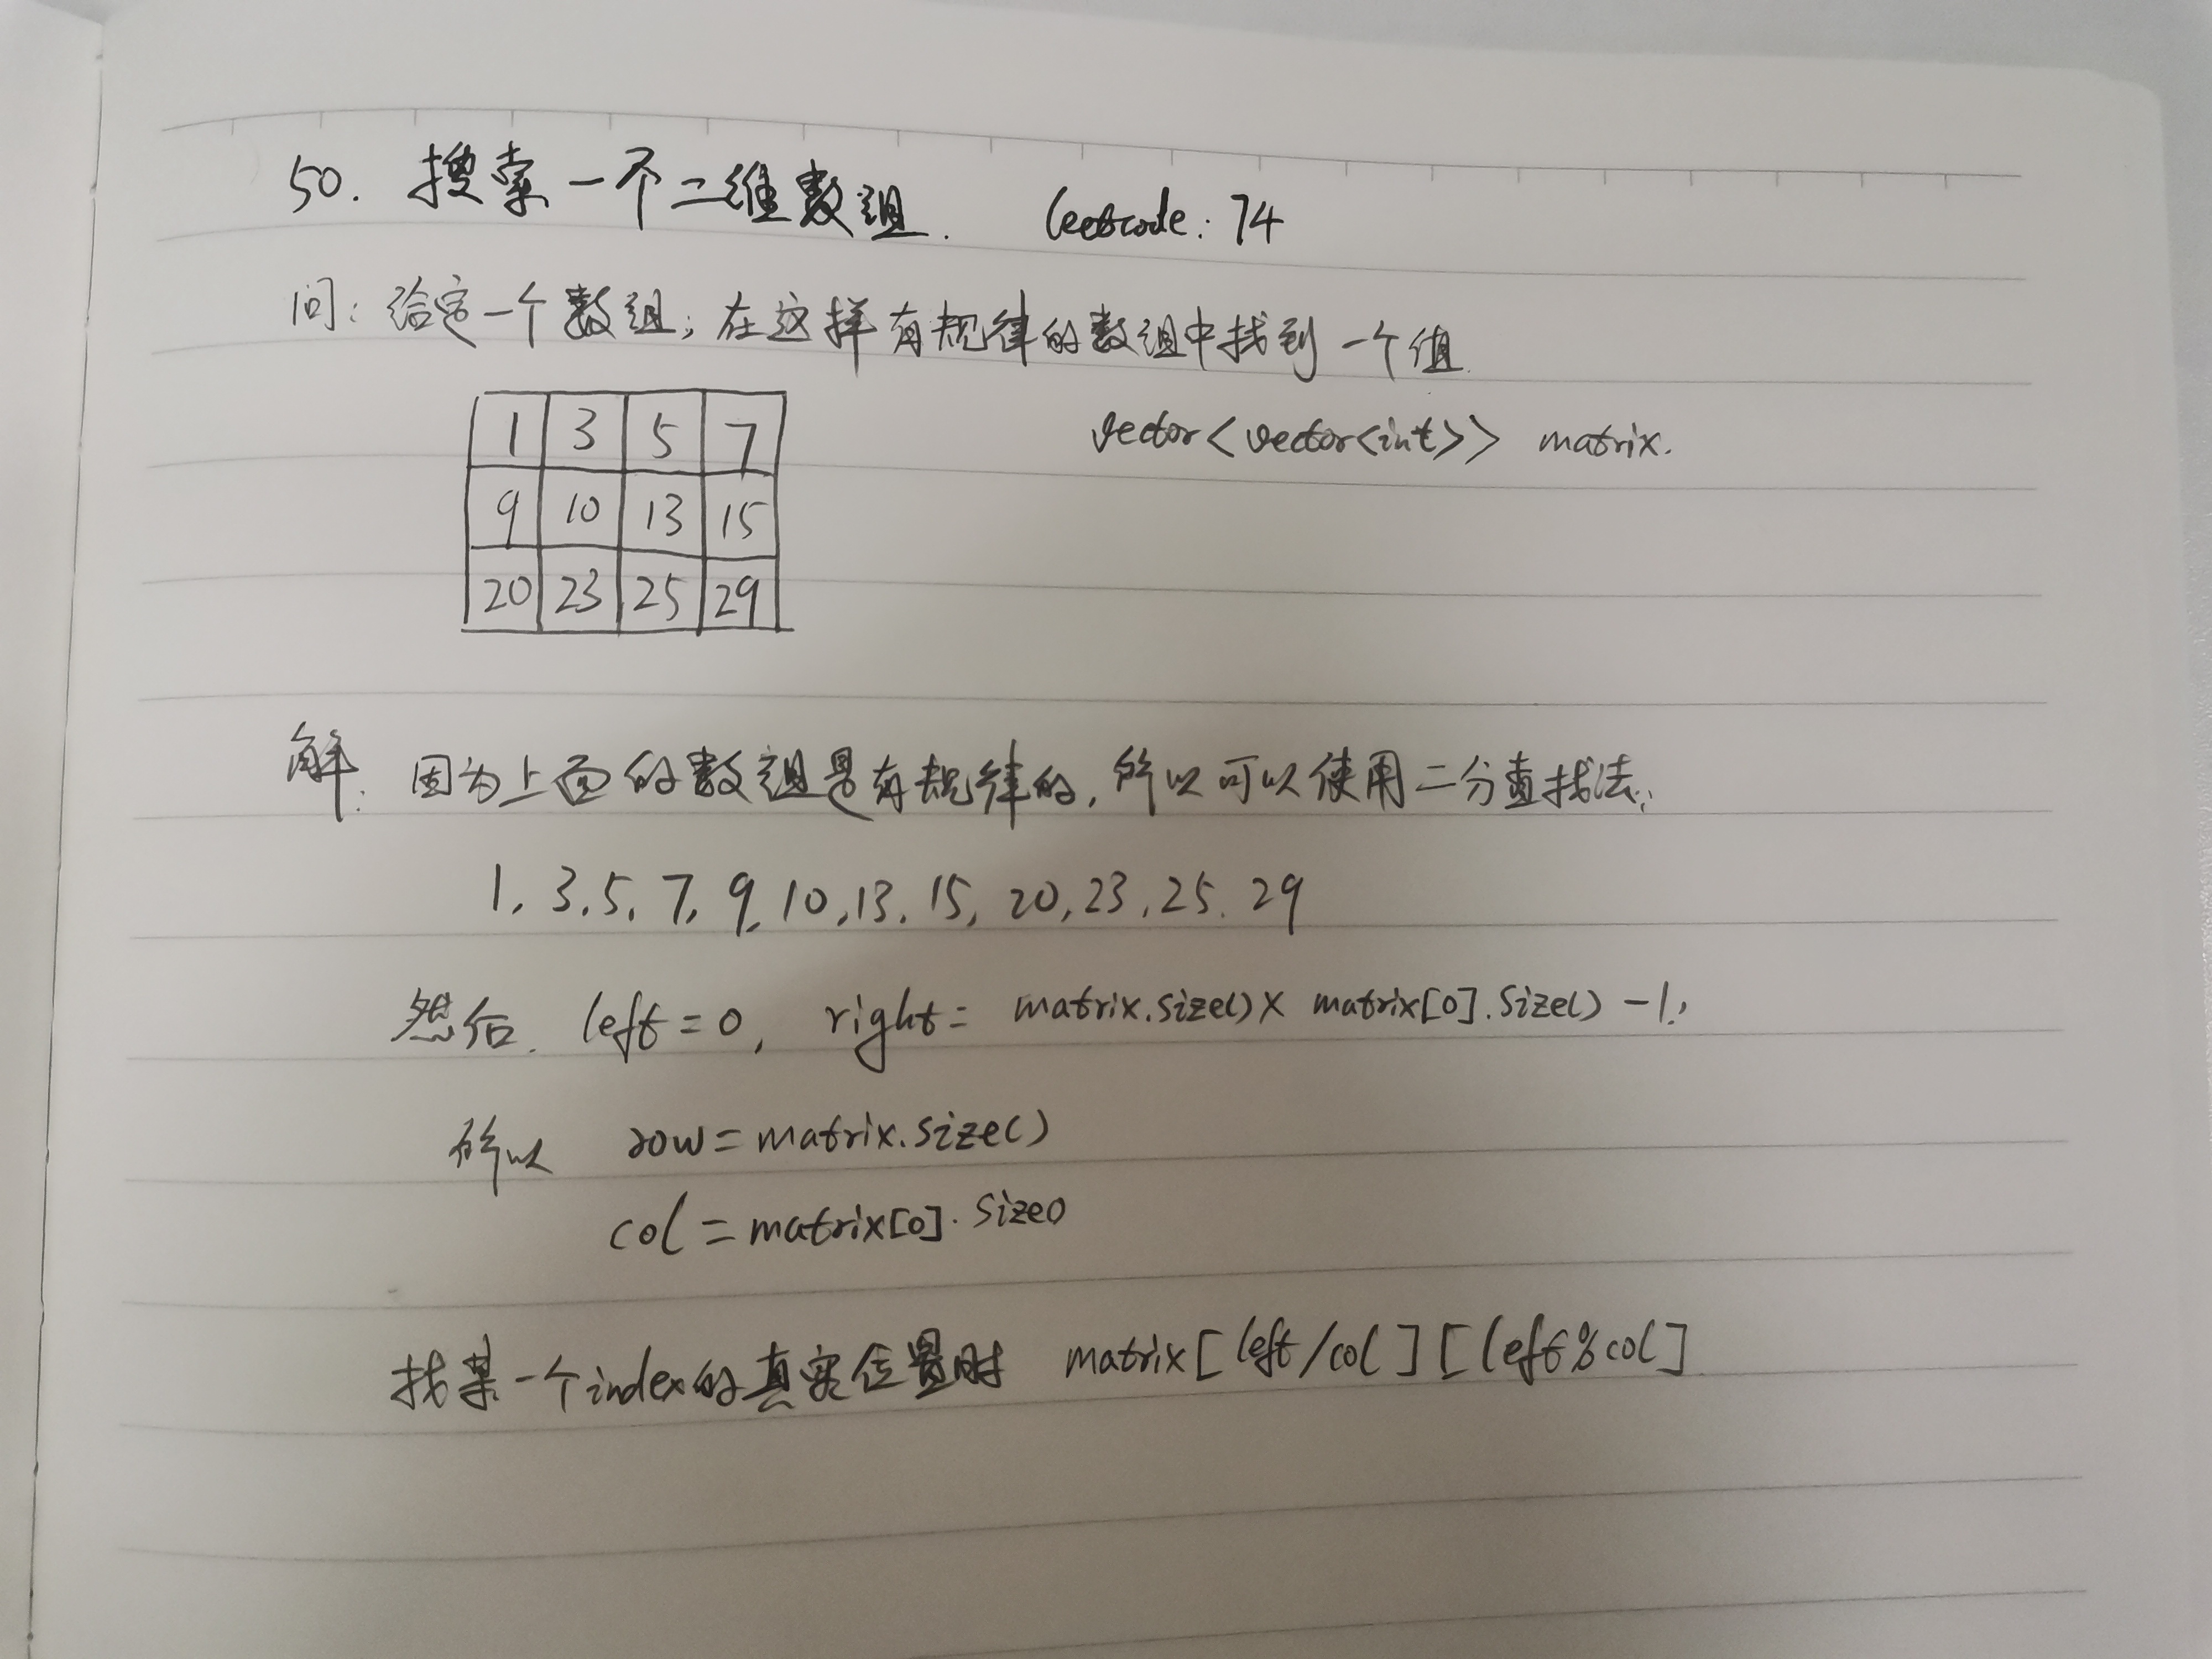 50. 搜索一个二维数组. leetcode: 74
问: 给定一个数组; 在这样有规律的数组中找到一个值.
1 3 5 7
vector<vector<int>> matrix.
9 10 13 15
20 23 25 29
解. 因为上面的数组是有规律的, 所以可以使用二分查找法;
1, 3, 5, 7, 9, 10, 13, 15, 20, 23, 25, 29
然后. left = 0, right = matrix.size() × matrix[0].size() - 1;
所以 row = matrix.size()
col = matrix[0].size()
找某一个index的真实位置时 matrix[left/col][left%col]